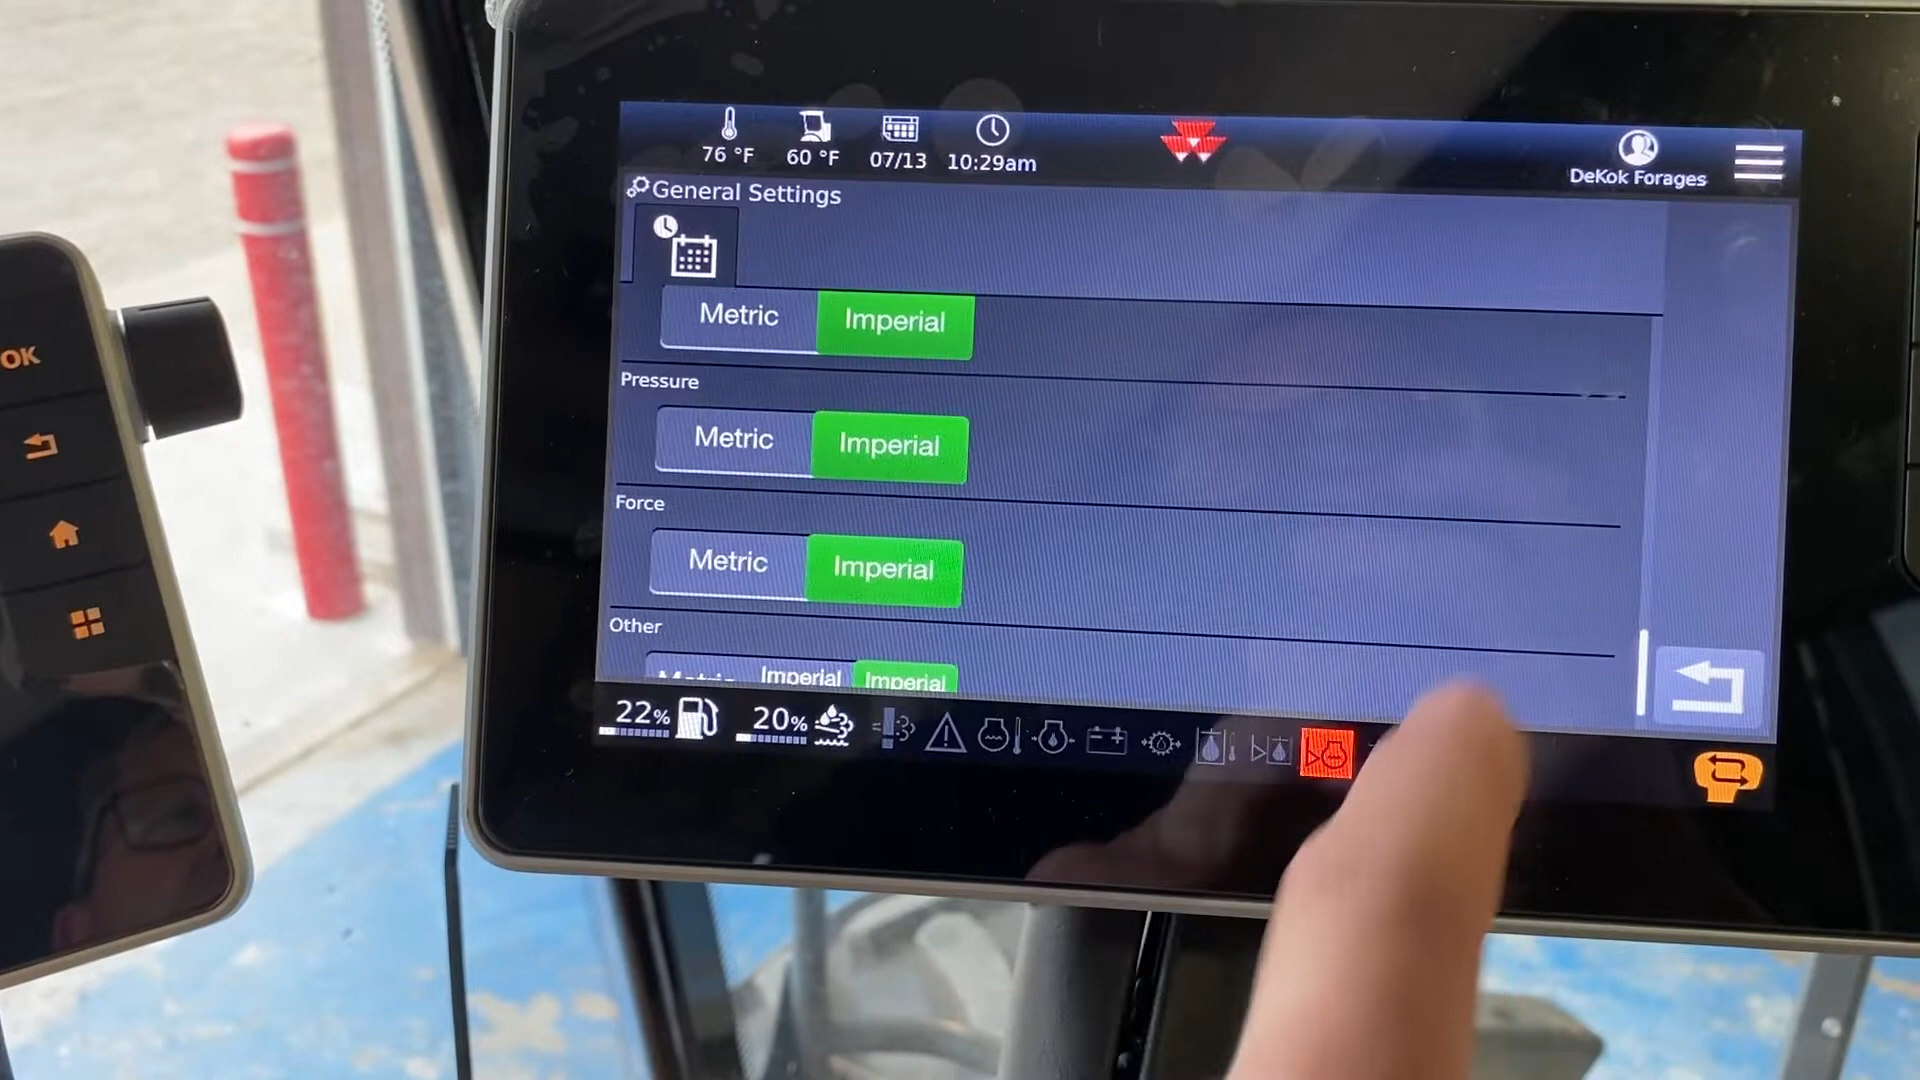 76 °F 60 °F 07/13 10:29am
DeKok Forages
General Settings
Metric Imperial
Pressure
Metric Imperial
Force
Metric Imperial
Other
Metric Imperial Imperial
22% 20%
OK